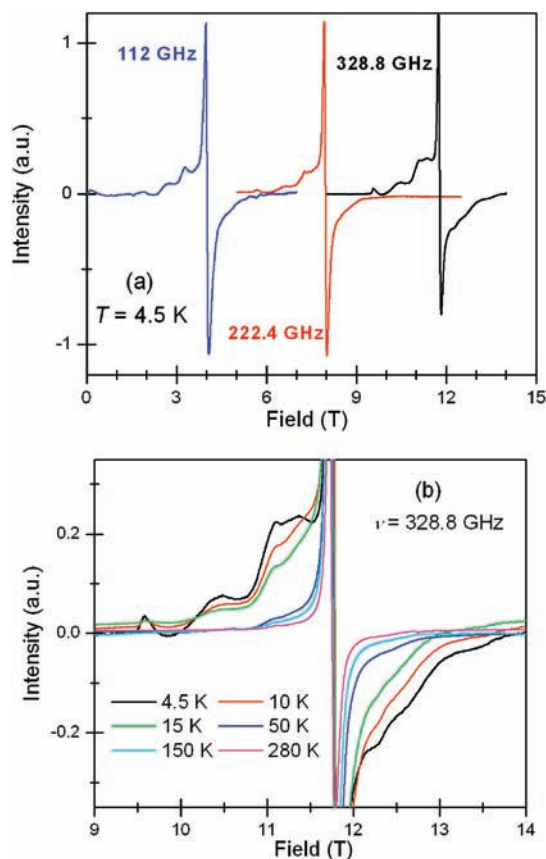 1
112 GHz
328.8 GHz
Intensity (a.u.)
0
(a)
T = 4.5 K
222.4 GHz
-1
0 3 6 9 12 15
Field (T)
(b)
ν = 328.8 GHz
0.2
Intensity (a.u.)
0.0
4.5 K 10 K
15 K 50 K
150 K 280 K
-0.2
9 10 11 12 13 14
Field (T)